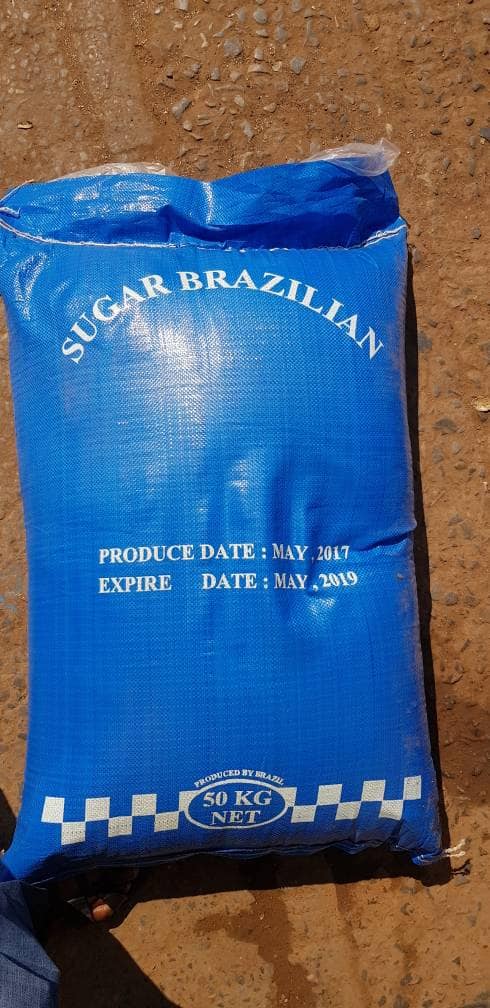 SUGAR BRAZILIAN
PRODUCE DATE : MAY , 2017
EXPIRE DATE : MAY , 2019
PRODUCED BY BRAZIL
50 KG
NET